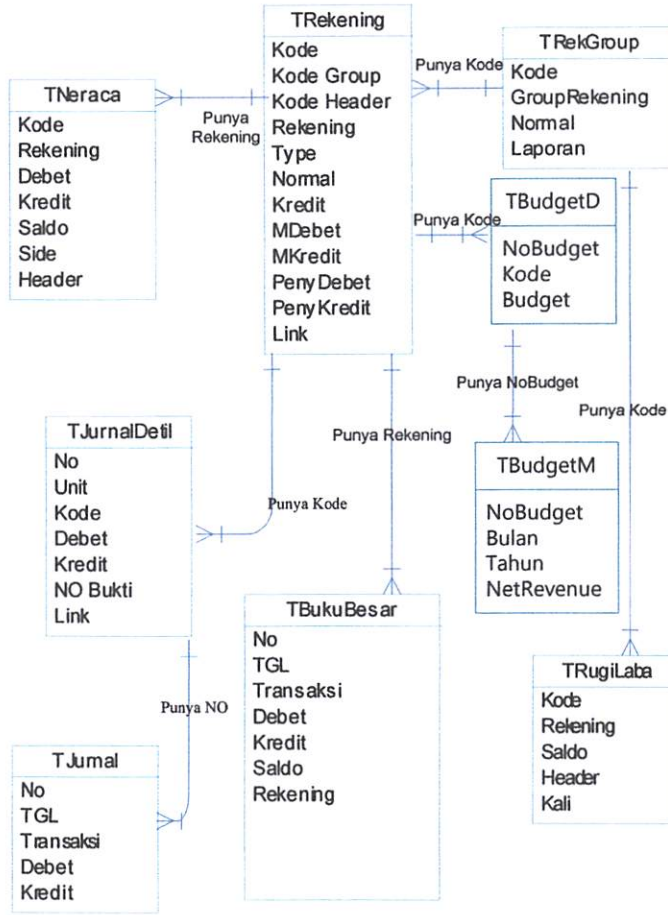 TRekening
Kode
Kode Group
Kode Header
Rekening
Type
Normal
Kredit
MDebet
MKredit
PenyDebet
PenyKredit
Link
Punya Kode
TRekGroup
Kode
GroupRekening
Normal
Laporan
TNeraca
Kode
Rekening
Debet
Kredit
Saldo
Side
Header
Punya
Rekening
Punya Kode
TBudgetD
NoBudget
Kode
Budget
Punya NoBudget
Punya Kode
TBudgetM
NoBudget
Bulan
Tahun
NetRevenue
TJurnalDetil
No
Unit
Kode
Debet
Kredit
NO Bukti
Link
Punya Kode
Punya Rekening
TBukuBesar
No
TGL
Transaksi
Debet
Kredit
Saldo
Rekening
TRugiLaba
Kode
Rekening
Saldo
Header
Kali
Punya NO
TJurnal
No
TGL
Transaksi
Debet
Kredit